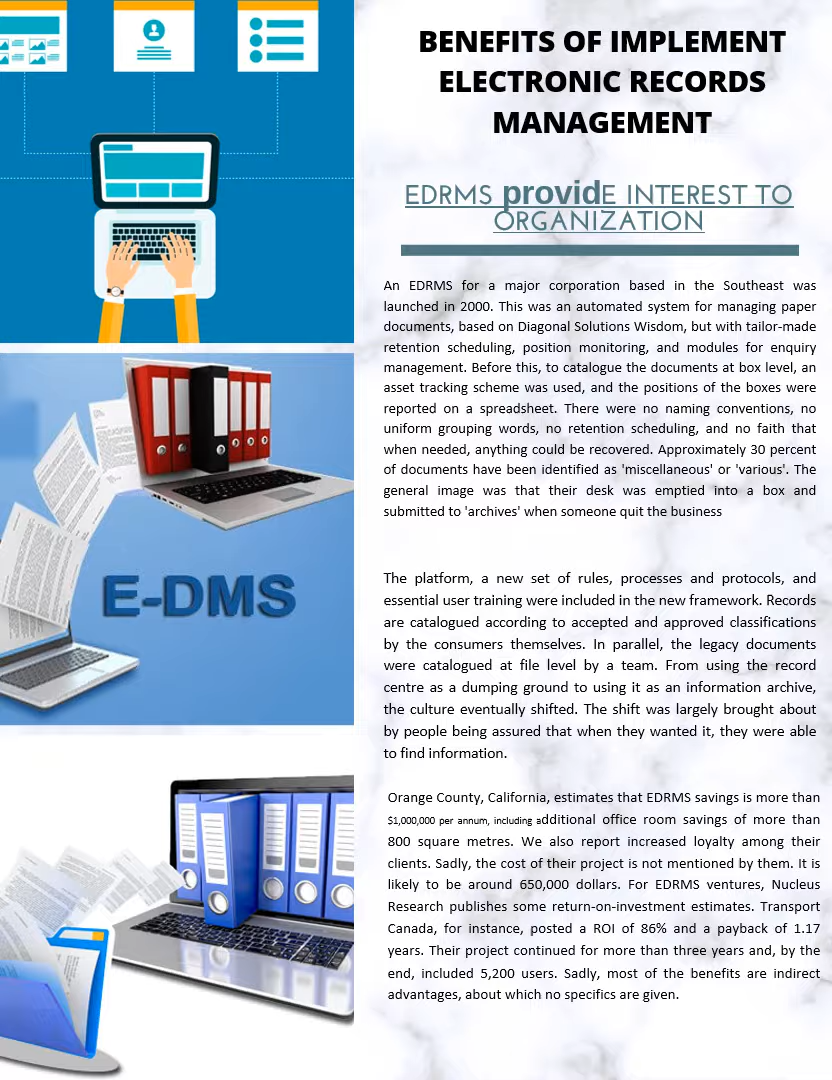 BENEFITS OF IMPLEMENT
ELECTRONIC RECORDS
MANAGEMENT
EDRMS providE INTEREST TO
ORGANIZATION
An EDRMS for a major corporation based in the Southeast was
launched in 2000. This was an automated system for managing paper
documents, based on Diagonal Solutions Wisdom, but with tailor-made
retention scheduling, position monitoring, and modules for enquiry
management. Before this, to catalogue the documents at box level, an
asset tracking scheme was used, and the positions of the boxes were
reported on a spreadsheet. There were no naming conventions, no
uniform grouping words, no retention scheduling, and no faith that
when needed, anything could be recovered. Approximately 30 percent
of documents have been identified as 'miscellaneous' or 'various'. The
general image was that their desk was emptied into a box and
submitted to 'archives' when someone quit the business
E-DMS
The platform, a new set of rules, processes and protocols, and
essential user training were included in the new framework. Records
are catalogued according to accepted and approved classifications
by the consumers themselves. In parallel, the legacy documents
were catalogued at file level by a team. From using the record
centre as a dumping ground to using it as an information archive,
the culture eventually shifted. The shift was largely brought about
by people being assured that when they wanted it, they were able
to find information.
Orange County, California, estimates that EDRMS savings is more than
$1,000,000 per annum, including additional office room savings of more than
800 square metres. We also report increased loyalty among their
clients. Sadly, the cost of their project is not mentioned by them. It is
likely to be around 650,000 dollars. For EDRMS ventures, Nucleus
Research publishes some return-on-investment estimates. Transport
Canada, for instance, posted a ROI of 86% and a payback of 1.17
years. Their project continued for more than three years and, by the
end, included 5,200 users. Sadly, most of the benefits are indirect
advantages, about which no specifics are given.